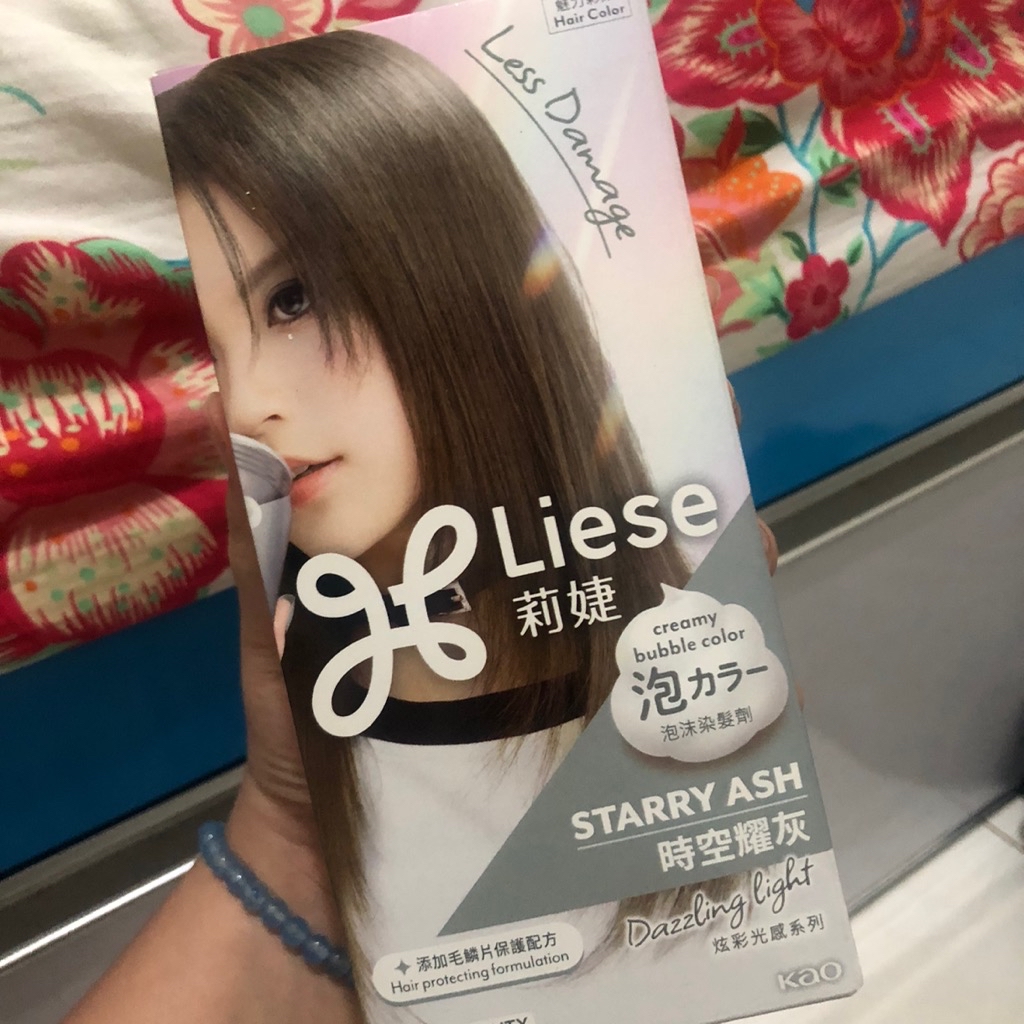 Hair Color
Less Damage
Liese
莉婕
creamy
bubble color
泡カラー
泡沫染髮劑
STARRY ASH
時空耀灰
Dazzling light
炫彩光感系列
添加毛鱗片保護配方
Hair protecting formulation
Kao